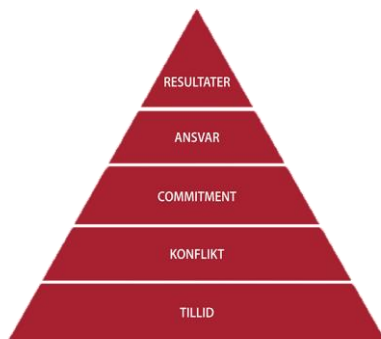 RESULTATER
ANSVAR
COMMITMENT
KONFLIKT
TILLID